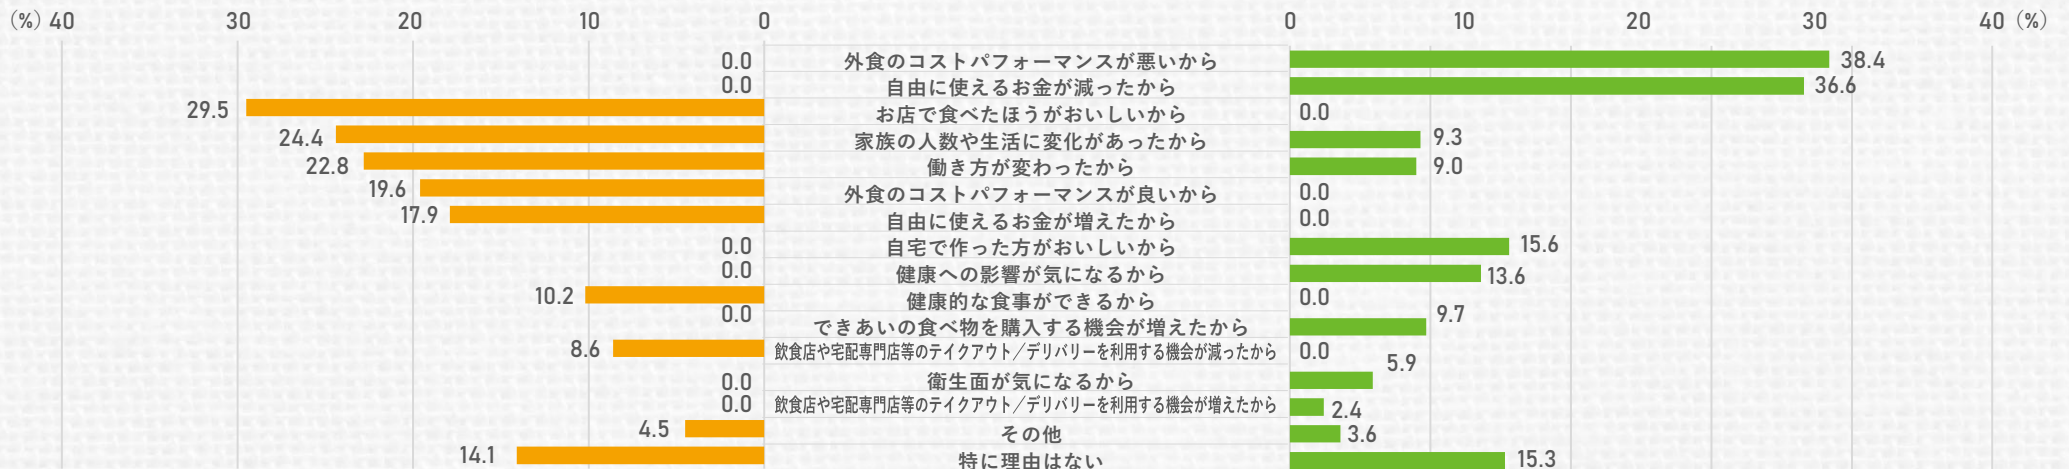 (%) 40 30 20 10 0 0 10 20 30 40 (%)
0.0 外食のコストパフォーマンスが悪いから 38.4
0.0 自由に使えるお金が減ったから 36.6
29.5 お店で食べたほうがおいしいから 0.0
24.4 家族の人数や生活に変化があったから 9.3
22.8 働き方が変わったから 9.0
19.6 外食のコストパフォーマンスが良いから 0.0
17.9 自由に使えるお金が増えたから 0.0
0.0 自宅で作った方がおいしいから 15.6
0.0 健康への影響が気になるから 13.6
10.2 健康的な食事ができるから 0.0
0.0 できあいの食べ物を購入する機会が増えたから 9.7
8.6 飲食店や宅配専門店等のテイクアウト／デリバリーを利用する機会が減ったから 0.0
0.0 衛生面が気になるから 5.9
0.0 飲食店や宅配専門店等のテイクアウト／デリバリーを利用する機会が増えたから 2.4
4.5 その他 3.6
14.1 特に理由はない 15.3